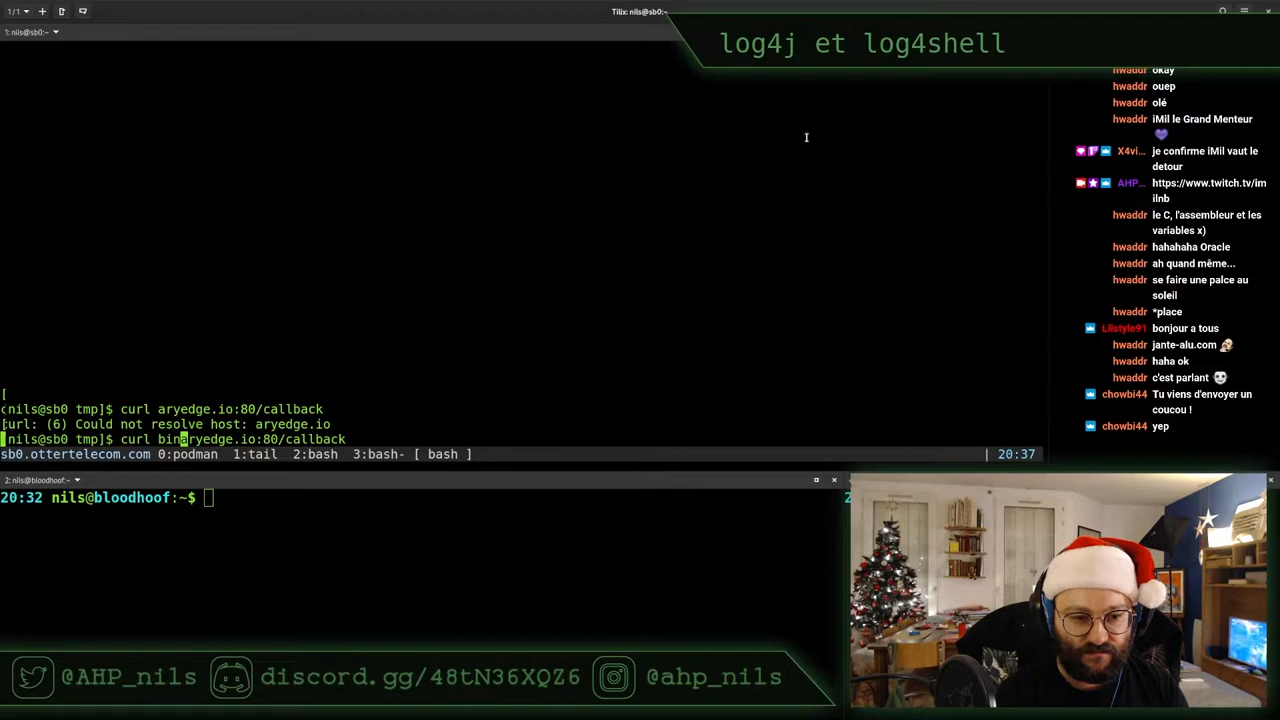 1/1
Tilix: nils@sb0:~
1: nils@sb0:~
log4j et log4shell
[
[nils@sb0 tmp]$ curl aryedge.io:80/callback
curl: (6) Could not resolve host: aryedge.io
[nils@sb0 tmp]$ curl binaryedge.io:80/callback
sb0.ottertelecom.com 0:podman 1:tail 2:bash 3:bash- [ bash ] | 20:37
2: nils@bloodhoof:~
20:32 nils@bloodhoof:~$
2
hwaddr okay
hwaddr ouep
hwaddr olé
hwaddr iMil le Grand Menteur
X4vi... je confirme iMil vaut le
detour
AHP... https://www.twitch.tv/im
ilnb
hwaddr le C, l'assembleur et les
variables x)
hwaddr hahahaha Oracle
hwaddr ah quand même...
hwaddr se faire une palce au
soleil
hwaddr *place
Liistyle91 bonjour a tous
hwaddr jante-alu.com
hwaddr haha ok
hwaddr c'est parlant
chowbi44 Tu viens d'envoyer un
coucou !
chowbi44 yep
@AHP_nils discord.gg/48tN36XQZ6 @ahp_nils